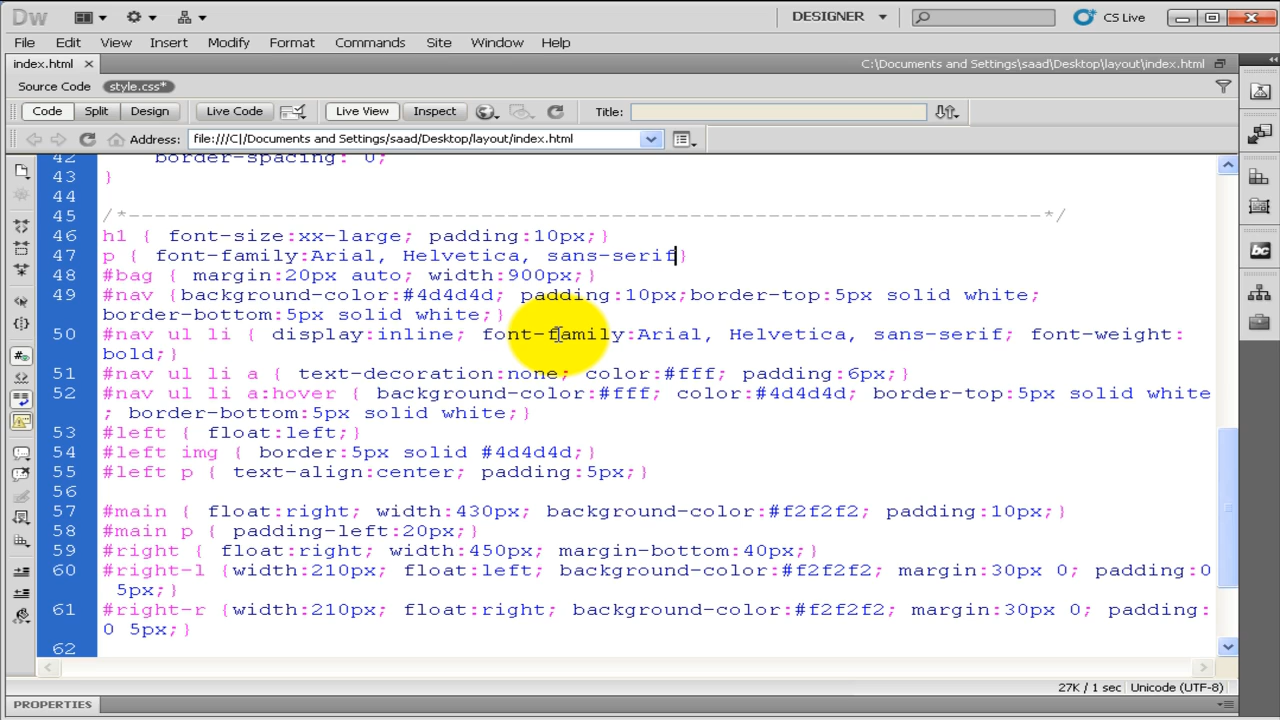 Dw DESIGNER CS Live
File Edit View Insert Modify Format Commands Site Window Help
index.html C:\Documents and Settings\saad\Desktop\layout\index.html
Source Code style.css*
Code Split Design Live Code Live View Inspect Title:
Address: file:///C|/Documents and Settings/saad/Desktop/layout/index.html
42 border-spacing: 0;
43 }
44
45 /*----------------------------------------------------------------------*/
46 h1 { font-size:xx-large; padding:10px;}
47 p { font-family:Arial, Helvetica, sans-serif}
48 #bag { margin:20px auto; width:900px;}
49 #nav {background-color:#4d4d4d; padding:10px;border-top:5px solid white;
border-bottom:5px solid white;}
50 #nav ul li { display:inline; font-family:Arial, Helvetica, sans-serif; font-weight:
bold;}
51 #nav ul li a { text-decoration:none; color:#fff; padding:6px;}
52 #nav ul li a:hover { background-color:#fff; color:#4d4d4d; border-top:5px solid white
; border-bottom:5px solid white;}
53 #left { float:left;}
54 #left img { border:5px solid #4d4d4d;}
55 #left p { text-align:center; padding:5px;}
56
57 #main { float:right; width:430px; background-color:#f2f2f2; padding:10px;}
58 #main p { padding-left:20px;}
59 #right { float:right; width:450px; margin-bottom:40px;}
60 #right-l {width:210px; float:left; background-color:#f2f2f2; margin:30px 0; padding:0
5px;}
61 #right-r {width:210px; float:right; background-color:#f2f2f2; margin:30px 0; padding:
0 5px;}
62
27K / 1 sec Unicode (UTF-8)
PROPERTIES